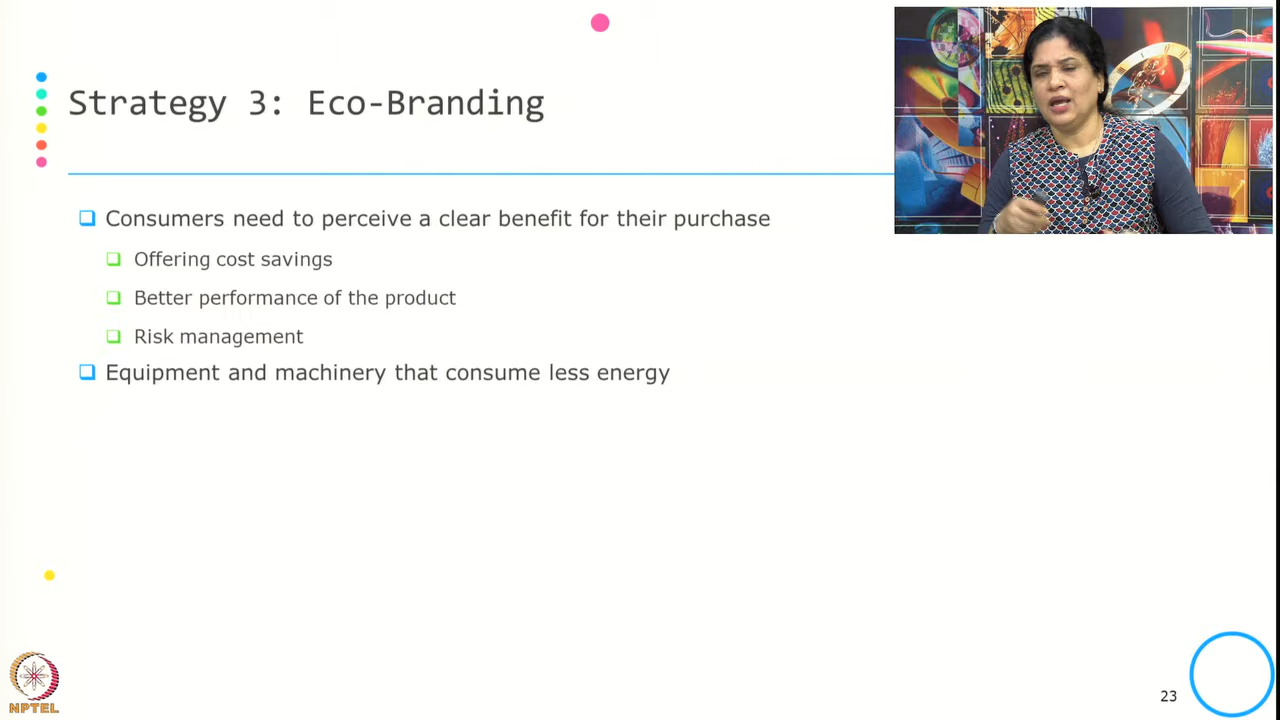 Strategy 3: Eco-Branding
Consumers need to perceive a clear benefit for their purchase
Offering cost savings
Better performance of the product
Risk management
Equipment and machinery that consume less energy
NPTEL
23